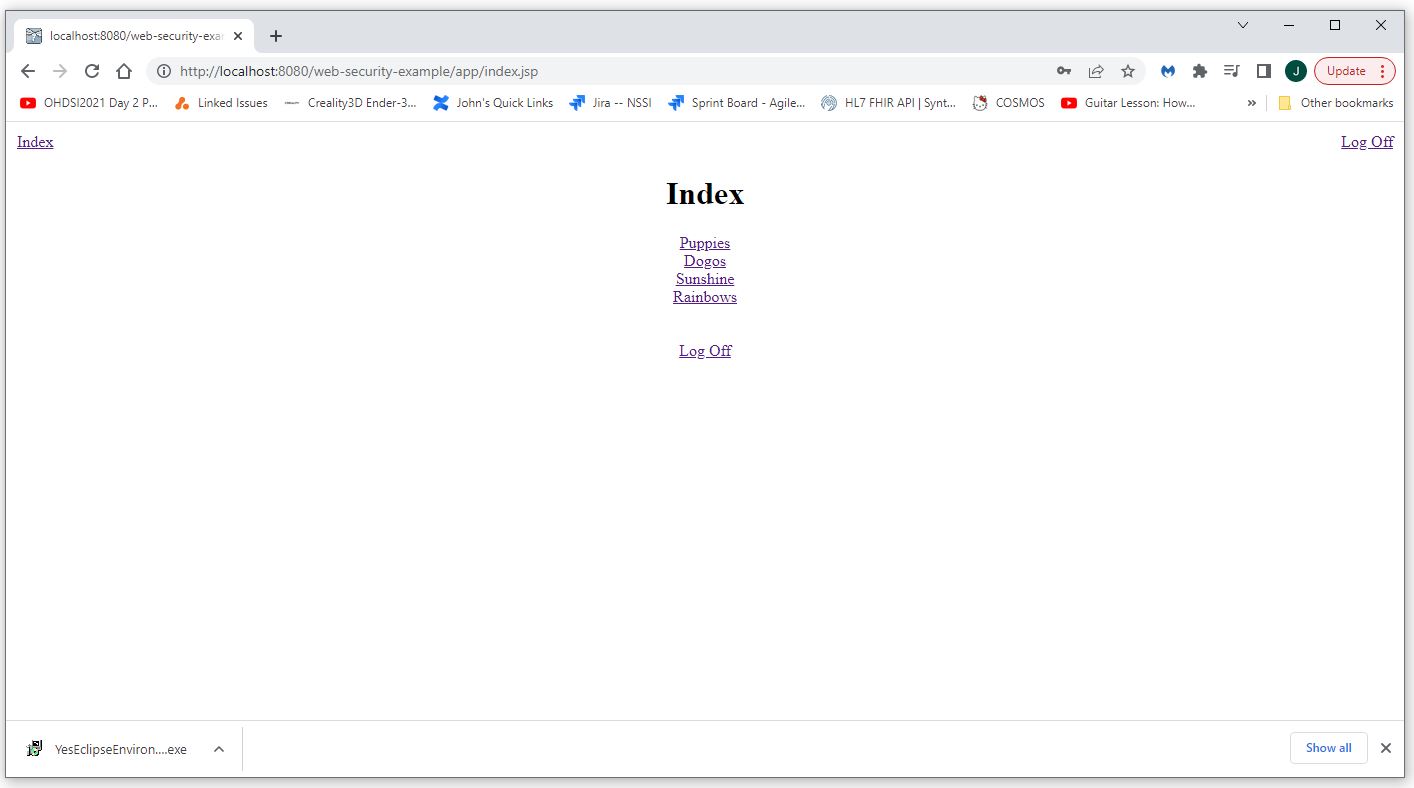 localhost:8080/web-security-exa
http://localhost:8080/web-security-example/app/index.jsp
J
Update
OHDSI2021 Day 2 P...
Linked Issues
Creality3D Ender-3...
John's Quick Links
Jira -- NSSI
Sprint Board - Agile...
HL7 FHIR API | Synt...
COSMOS
Guitar Lesson: How...
»
Other bookmarks
Index
Log Off
Index
Puppies
Dogos
Sunshine
Rainbows
Log Off
YesEclipseEnviron....exe
Show all